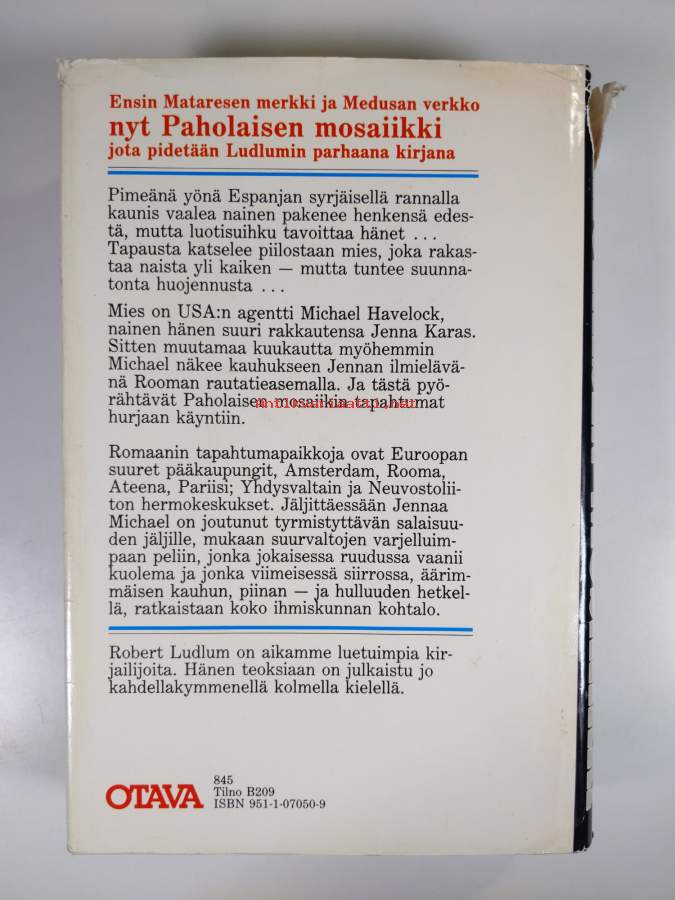 Ensin Mataresen merkki ja Medusan verkko
nyt Paholaisen mosaiikki
jota pidetään Ludlumin parhaana kirjana
Pimeänä yönä Espanjan syrjäisellä rannalla
kaunis vaalea nainen pakenee henkensä edes-
tä, mutta luotisuihku tavoittaa hänet . . .
Tapausta katselee piilostaan mies, joka rakas-
taa naista yli kaiken — mutta tuntee suunna-
tonta huojennusta . . .
Mies on USA:n agentti Michael Havelock,
nainen hänen suuri rakkautensa Jenna Karas.
Sitten muutamaa kuukautta myöhemmin
Michael näkee kauhukseen Jennan ilmielävä-
nä Rooman rautatieasemalla. Ja tästä pyö-
rähtävät Paholaisen mosaiikin tapahtumat
Antikvariaatti.net
hurjaan käyntiin.
Romaanin tapahtumapaikkoja ovat Euroopan
suuret pääkaupungit, Amsterdam, Rooma,
Ateena, Pariisi; Yhdysvaltain ja Neuvostolii-
ton hermokeskukset. Jäljittäessään Jennaa
Michael on joutunut tyrmistyttävän salaisuu-
den jäljille, mukaan suurvaltojen varjelluim-
paan peliin, jonka jokaisessa ruudussa vaanii
kuolema ja jonka viimeisessä siirrossa, äärim-
mäisen kauhun, piinan — ja hulluuden hetkel-
lä, ratkaistaan koko ihmiskunnan kohtalo.
Robert Ludlum on aikamme luetuimpia kir-
jailijoita. Hänen teoksiaan on julkaistu jo
kahdellakymmenellä kolmella kielellä.
OTAVA
845
Tilno B209
ISBN 951-1-07050-9